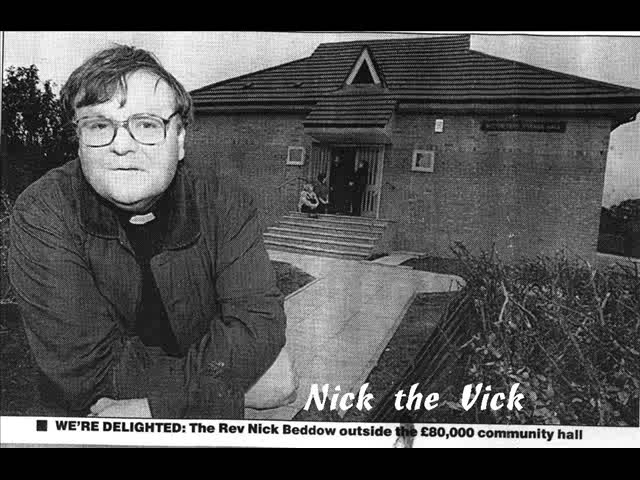 Nick the Vick
■ WE'RE DELIGHTED: The Rev Nick Beddow outside the £80,000 community hall